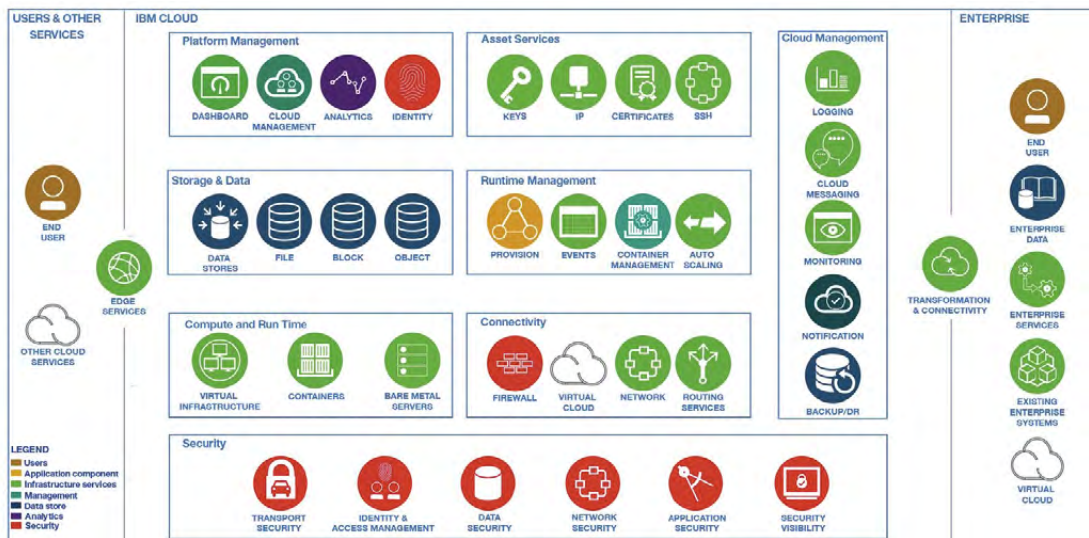 USERS & OTHER
SERVICES
IBM CLOUD
ENTERPRISE
Platform Management
DASHBOARD
CLOUD
MANAGEMENT
ANALYTICS
IDENTITY
Asset Services
KEYS
IP
CERTIFICATES
SSH
Cloud Management
LOGGING
CLOUD
MESSAGING
MONITORING
NOTIFICATION
BACKUP/DR
END
USER
OTHER CLOUD
SERVICES
EDGE
SERVICES
Storage & Data
DATA
STORES
FILE
BLOCK
OBJECT
Runtime Management
PROVISION
EVENTS
CONTAINER
MANAGEMENT
AUTO
SCALING
Compute and Run Time
VIRTUAL
INFRASTRUCTURE
CONTAINERS
BARE METAL
SERVERS
Connectivity
FIREWALL
VIRTUAL
CLOUD
NETWORK
ROUTING
SERVICES
TRANSFORMATION
& CONNECTIVITY
END
USER
ENTERPRISE
DATA
ENTERPRISE
SERVICES
EXISTING
ENTERPRISE
SYSTEMS
VIRTUAL
CLOUD
Security
TRANSPORT
SECURITY
IDENTITY &
ACCESS MANAGEMENT
DATA
SECURITY
NETWORK
SECURITY
APPLICATION
SECURITY
SECURITY
VISIBILITY
LEGEND
Users
Application component
Infrastructure services
Management
Data store
Analytics
Security